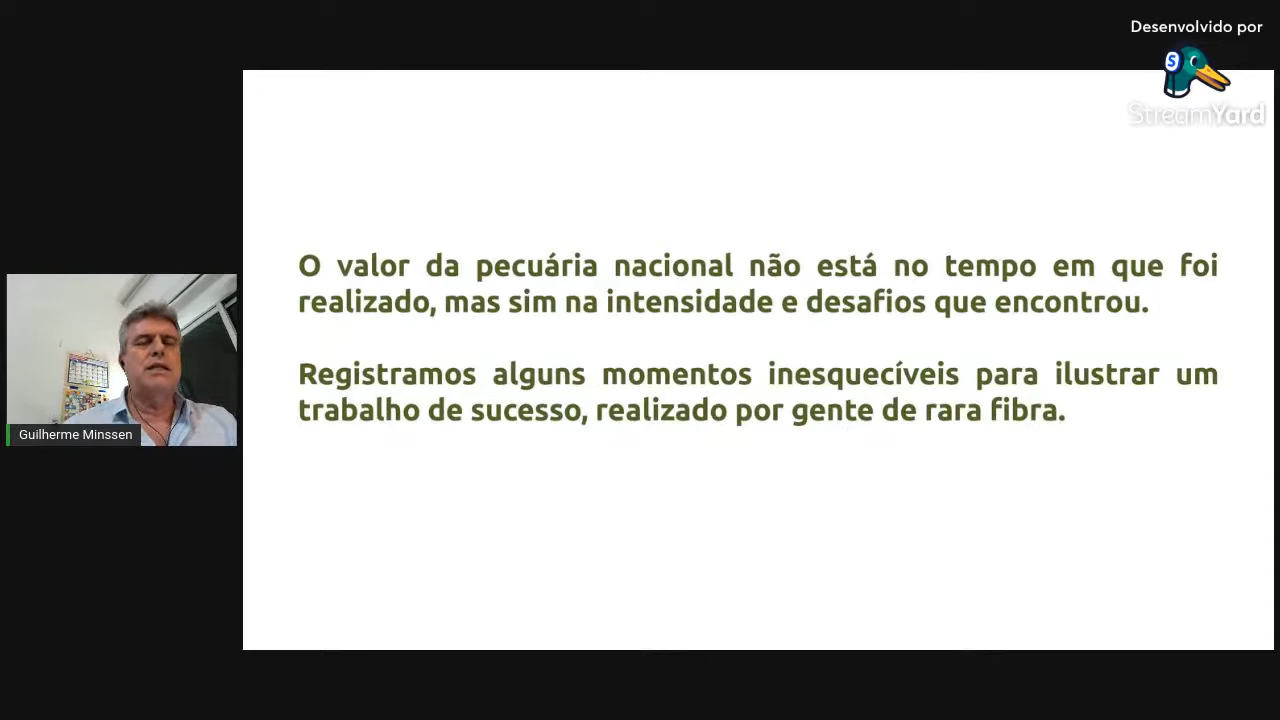 Desenvolvido por
S
StreamYard
O valor da pecuária nacional não está no tempo em que foi
realizado, mas sim na intensidade e desafios que encontrou.
Registramos alguns momentos inesquecíveis para ilustrar um
trabalho de sucesso, realizado por gente de rara fibra.
Guilherme Minssen